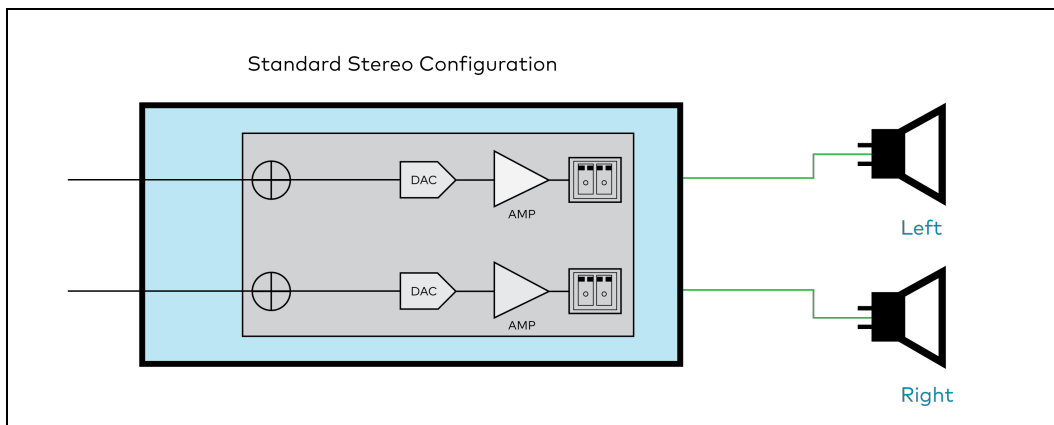 Standard Stereo Configuration
DAC
AMP
Left
DAC
AMP
Right